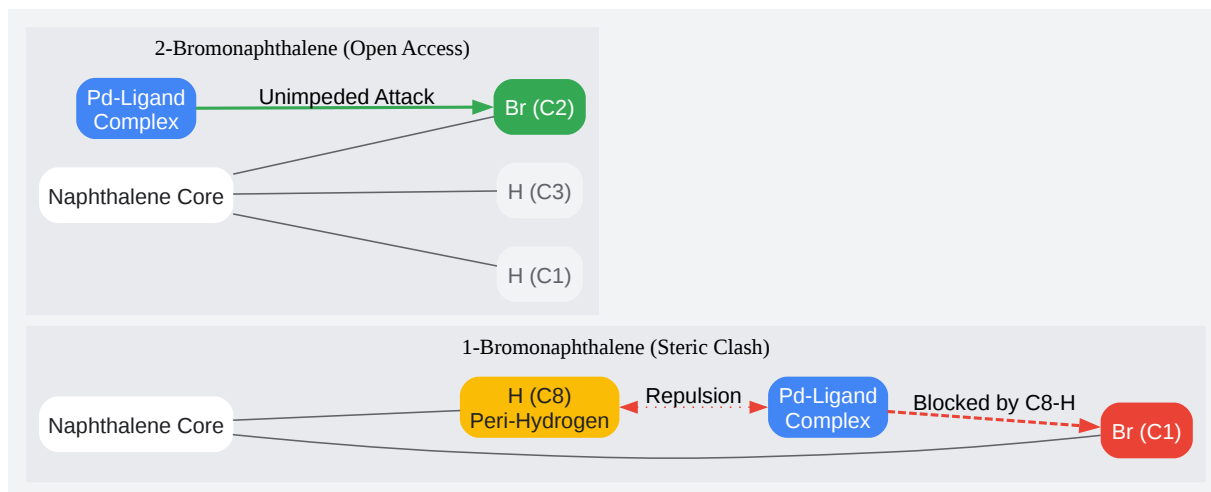 2-Bromonaphthalene (Open Access)
Pd-Ligand
Complex
Unimpeded Attack
Br (C2)
Naphthalene Core
H (C3)
H (C1)
1-Bromonaphthalene (Steric Clash)
Naphthalene Core
H (C8)
Peri-Hydrogen
Repulsion
Pd-Ligand
Complex
Blocked by C8-H
Br (C1)